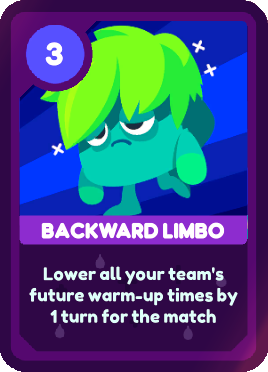 3
BACKWARD LIMBO
Lower all your team's
future warm-up times by
1 turn for the match